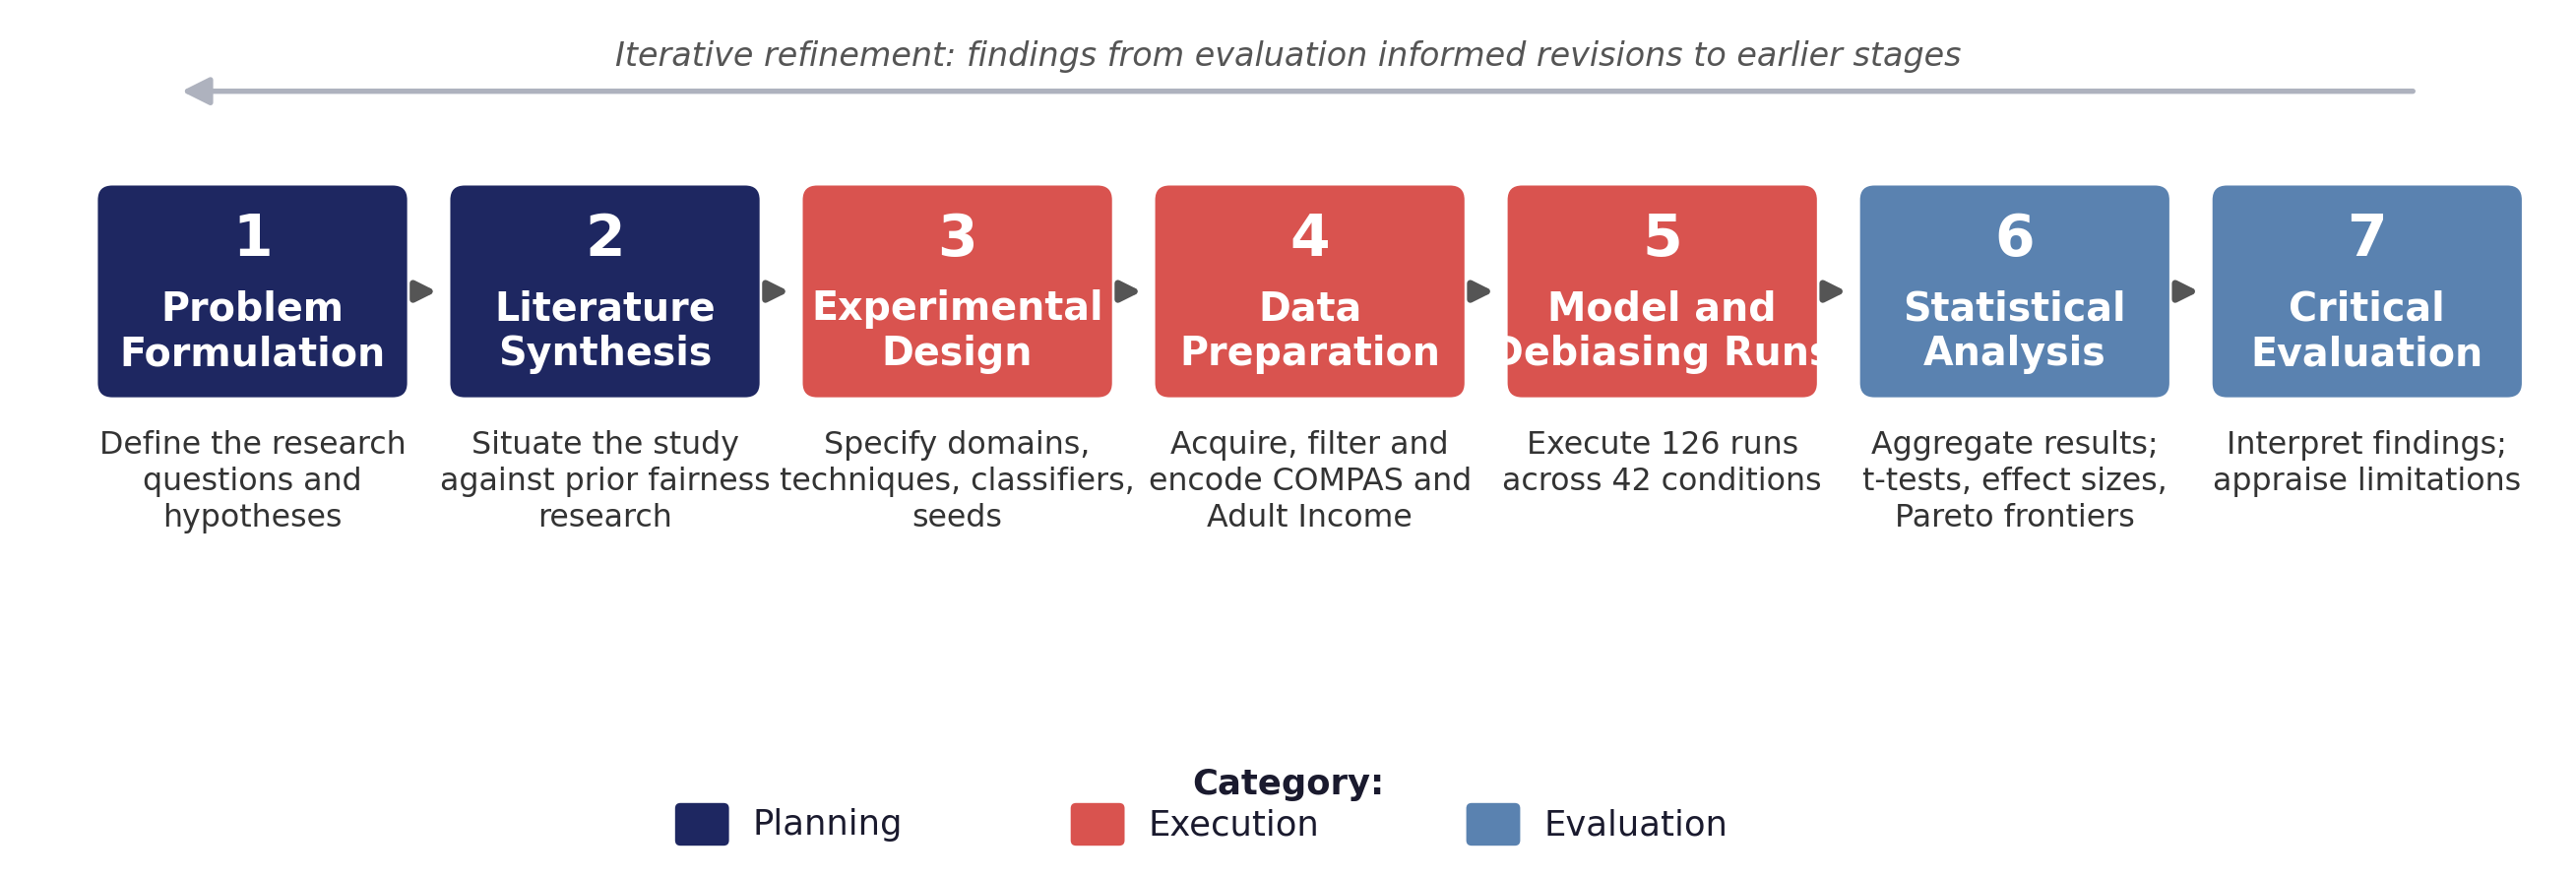 Iterative refinement: findings from evaluation informed revisions to earlier stages
1
Problem
Formulation
Define the research
questions and
hypotheses
2
Literature
Synthesis
Situate the study
against prior fairness
research
3
Experimental
Design
Specify domains,
techniques, classifiers,
seeds
4
Data
Preparation
Acquire, filter and
encode COMPAS and
Adult Income
5
Model and
Debiasing Runs
Execute 126 runs
across 42 conditions
6
Statistical
Analysis
Aggregate results;
t-tests, effect sizes,
Pareto frontiers
7
Critical
Evaluation
Interpret findings;
appraise limitations
Category:
Planning
Execution
Evaluation